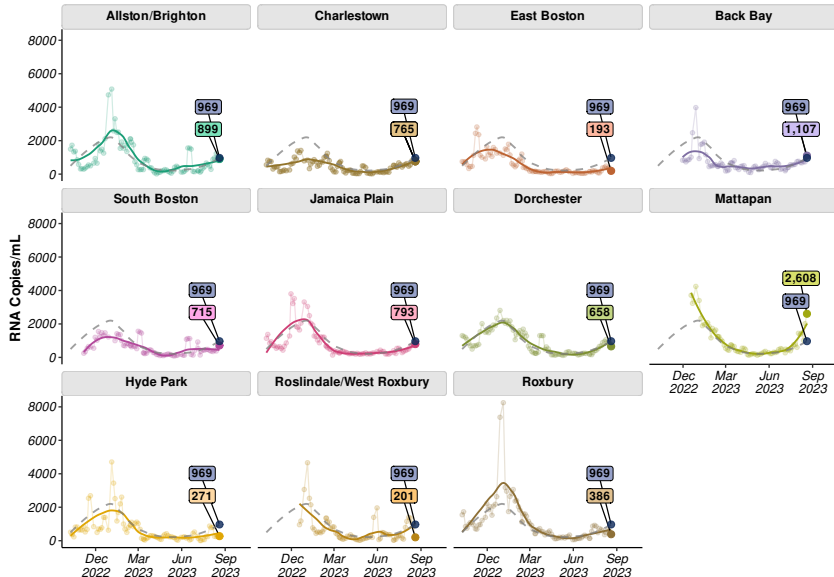 Allston/Brighton
Charlestown
East Boston
Back Bay
8000
6000
4000
2000
0
969
899
969
765
969
193
969
1,107
South Boston
Jamaica Plain
Dorchester
Mattapan
RNA Copies/mL
8000
6000
4000
2000
0
969
715
969
793
969
658
2,608
969
Dec
2022
Mar
2023
Jun
2023
Sep
2023
Hyde Park
Roslindale/West Roxbury
Roxbury
8000
6000
4000
2000
0
969
271
969
201
969
386
Dec
2022
Mar
2023
Jun
2023
Sep
2023
Dec
2022
Mar
2023
Jun
2023
Sep
2023
Dec
2022
Mar
2023
Jun
2023
Sep
2023